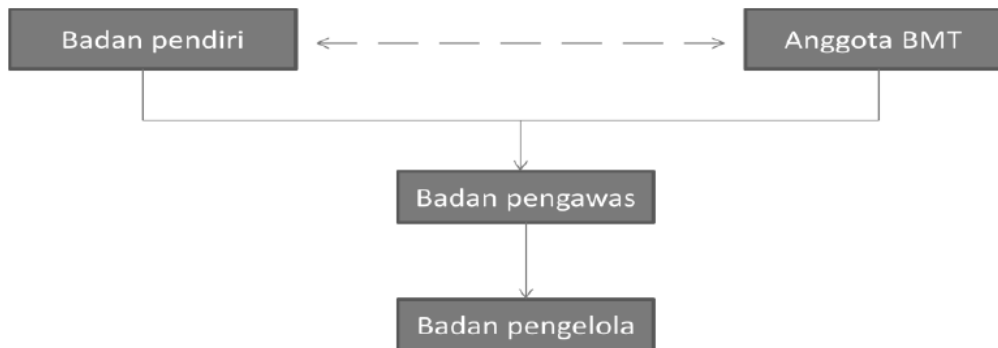 Badan pendiri
Anggota BMT
Badan pengawas
Badan pengelola